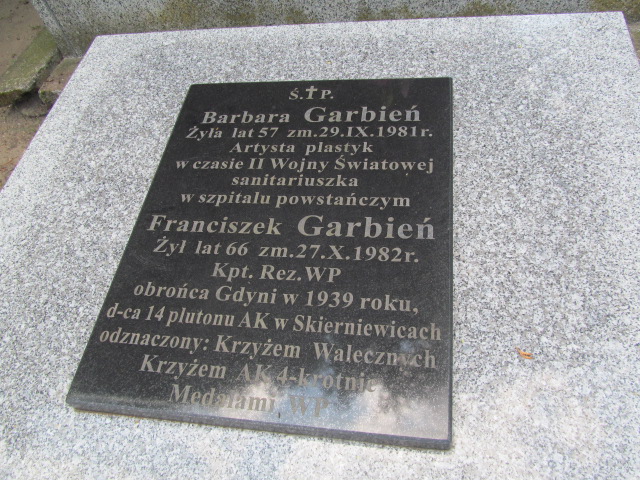 Ś.✝P.
Barbara Garbień
Żyła lat 57 zm.29.IX.1981r.
Artysta plastyk
w czasie II Wojny Światowej
sanitariuszka
w szpitalu powstańczym
Franciszek Garbień
Żył lat 66 zm.27.X.1982r.
Kpt. Rez.WP
obrońca Gdyni w 1939 roku,
d-ca 14 plutonu AK w Skierniewicach
odznaczony: Krzyżem Walecznych
Krzyżem AK 4-krotnie
Medalami WP